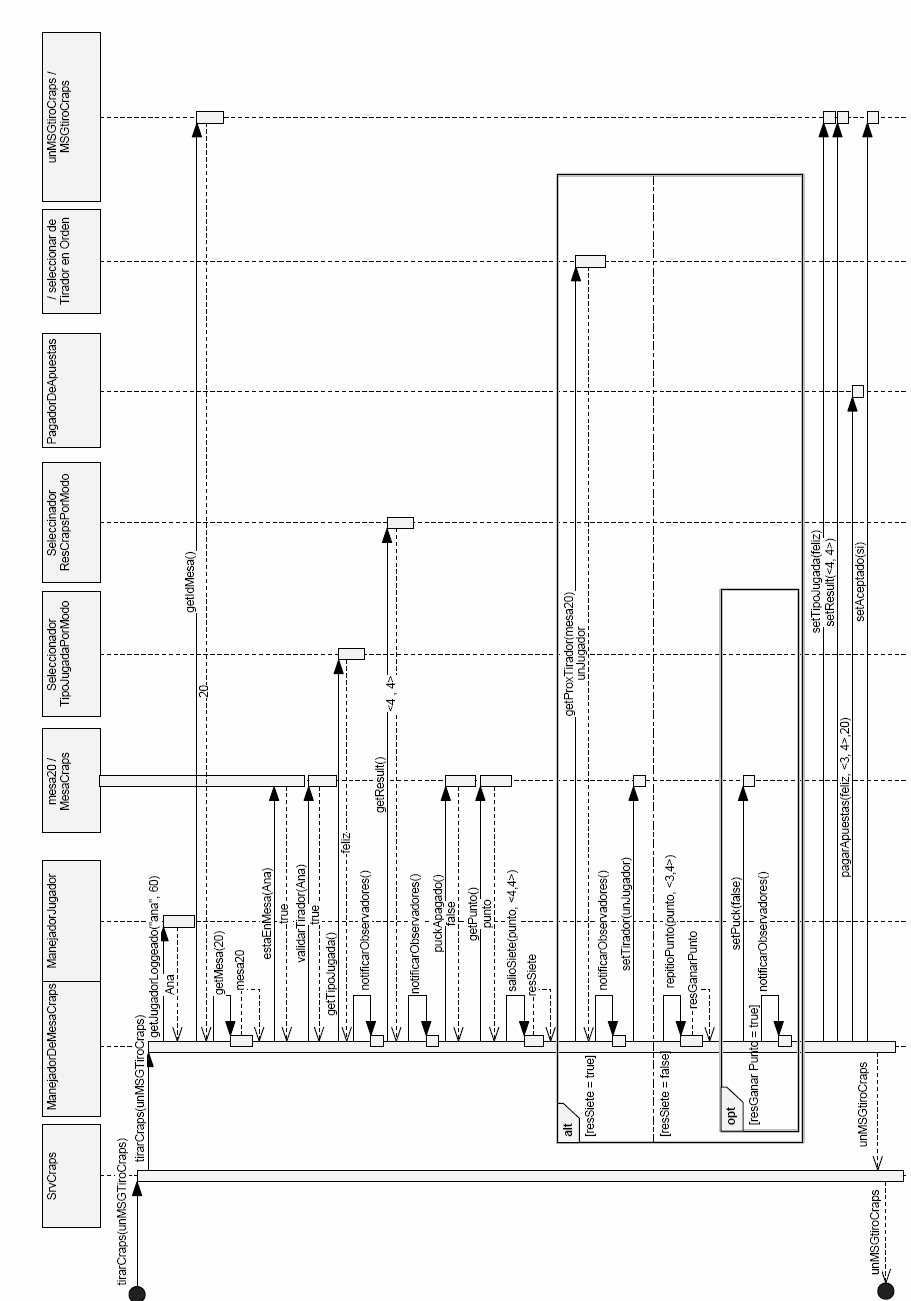 SrvCraps
ManejadorDeMesaCraps
ManejadorJugador
mesa20 /
MesaCraps
Seleccionador
TipoJugadaPorModo
Seleccinador
ResCrapsPorModo
PagadorDeApuestas
/ seleccionar de
Tirador en Orden
unMSGtiroCraps /
MSGtiroCraps
tirarCraps(unMSGTiroCraps)
tirarCraps(unMSGTiroCraps)
getJugadorLoggeado("ana", 60)
Ana
getIdMesa()
20
getMesa(20)
mesa20
estaEnMesa(Ana)
true
validarTirador(Ana)
true
getTipoJugada()
feliz
notificarObservadores()
getResult()
<4 , 4>
notificarObservadores()
puckApagado()
false
getPunto()
punto
salioSiete(punto, <4,4>)
resSiete
alt
[resSiete = true]
getProxTirador(mesa20)
unJugador
notificarObservadores()
setTirador(unJugador)
[resSiete = false]
repitioPunto(punto, <3,4>)
resGanarPunto
opt
[resGanar Punto = true]
setPuck(false)
notificarObservadores()
setTipoJugada(feliz)
setResult(<4, 4>)
pagarApuestas(feliz, <3, 4>,20)
setAceptado(si)
unMSGtiroCraps
unMSGtiroCraps